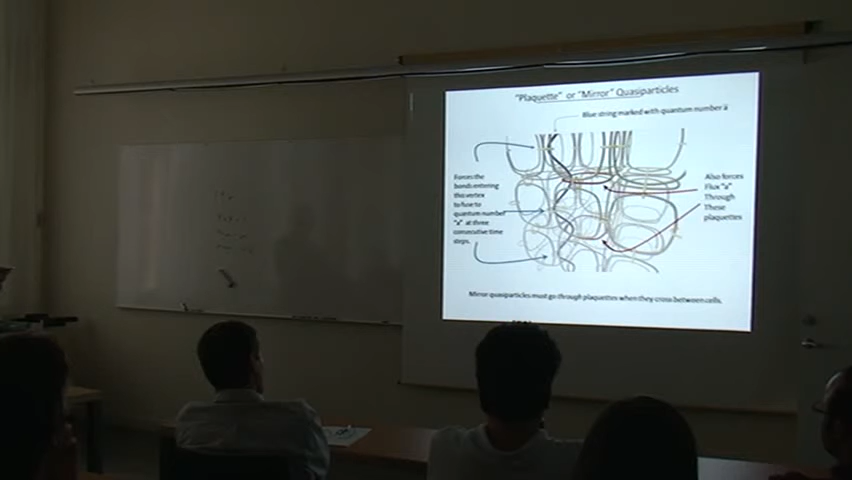 "Plaquette" or "Mirror" Quasiparticles
Blue string marked with quantum number a
Forces the
bonds entering
this vertex
to fuse to
quantum number
"a" at three
consecutive time
steps.
Also forces
Flux "a"
Through
These
plaquettes
Mirror quasiparticles must go through plaquettes when they cross between cells.